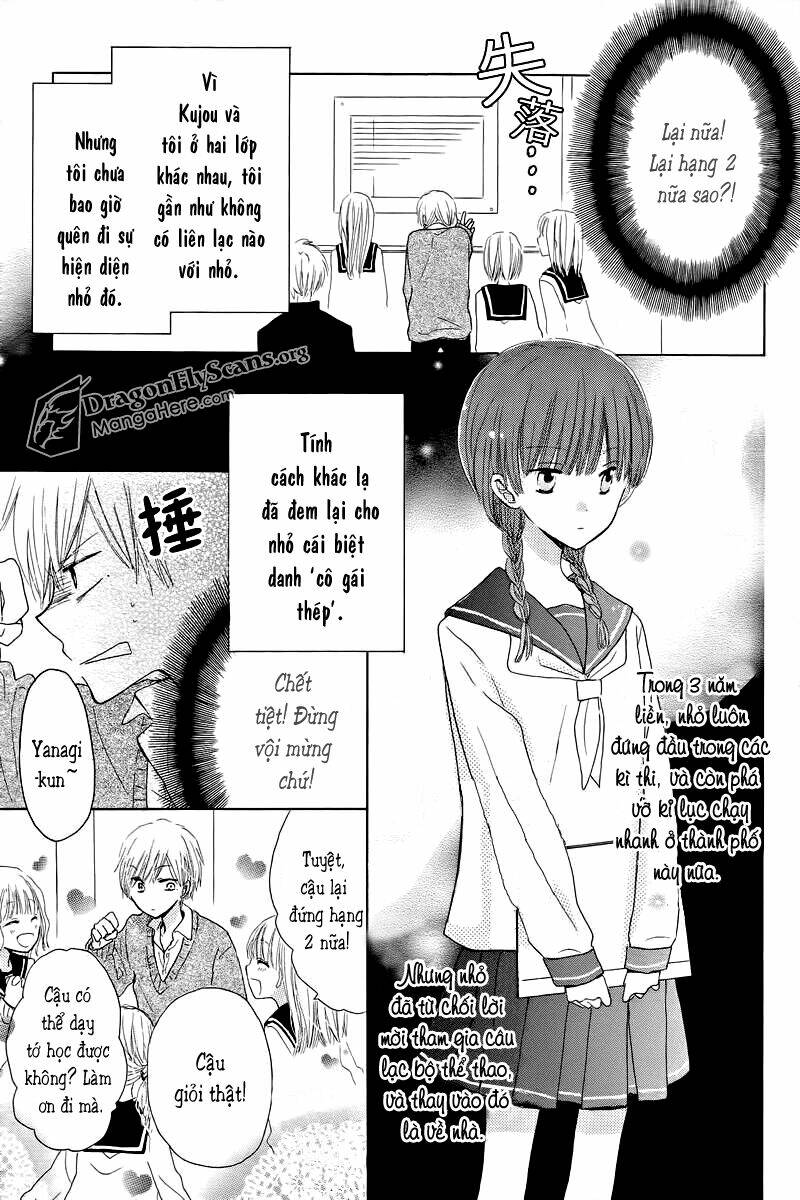 Lại nữa!
Lại hạng 2
nữa sao?!
失落...
Vì
Kujou và
tôi ở hai lớp
khác nhau, tôi
gần như không
có liên lạc nào
với nhỏ.
Nhưng
tôi chưa
bao giờ
quên đi sự
hiện diện
nhỏ đó.
DragonFlyScans.org
MangaHere.com
Tính
cách khác lạ
đã đem lại cho
nhỏ cái biệt
danh ‘cô gái
thép’.
捶
Trong 3 năm
liền, nhỏ luôn
đứng đầu trong các
kì thi, và còn phá
vỡ kỉ lục chạy
nhanh ở thành phố
này nữa.
Chết
tiệt! Đừng
vội mừng
chứ!
Yanagi
-kun~
Tuyệt,
cậu lại
đứng hạng
2 nữa!
Cậu
giỏi thật!
Cậu có
thể dạy
tớ học được
không? Làm
ơn đi mà.
Nhưng nhỏ
đã từ chối lời
mời tham gia câu
lạc bộ thể thao,
và thay vào đó
là về nhà.